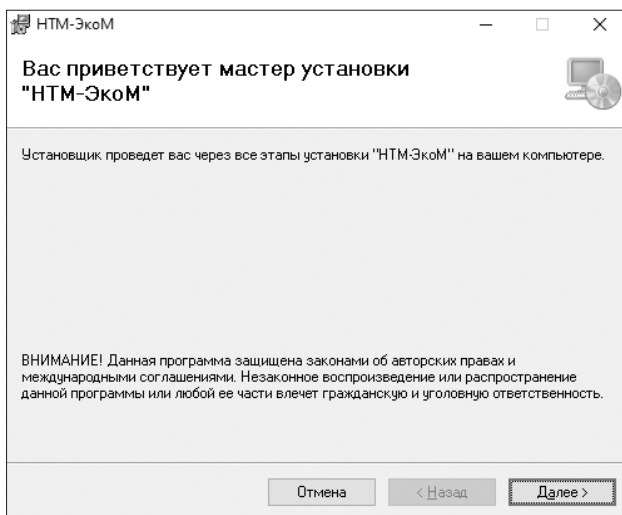 НТМ-ЭкоМ
Вас приветствует мастер установки
"НТМ-ЭкоМ"
Установщик проведет вас через все этапы установки "НТМ-ЭкоМ" на вашем компьютере.
ВНИМАНИЕ! Данная программа защищена законами об авторских правах и
международными соглашениями. Незаконное воспроизведение или распространение
данной программы или любой ее части влечет гражданскую и уголовную ответственность.
Отмена
< Назад
Далее >